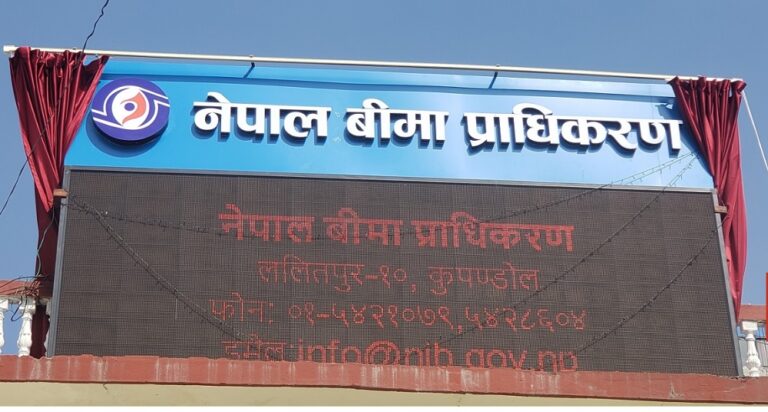 नेपाल बीमा प्राधिकरण
नेपाल बीमा प्राधिकरण
ललितपुर-१०, कुपण्डोल
फोन: ०१-५४२१०७९,५४२८६०४
इमेल:info@nib.gov.np